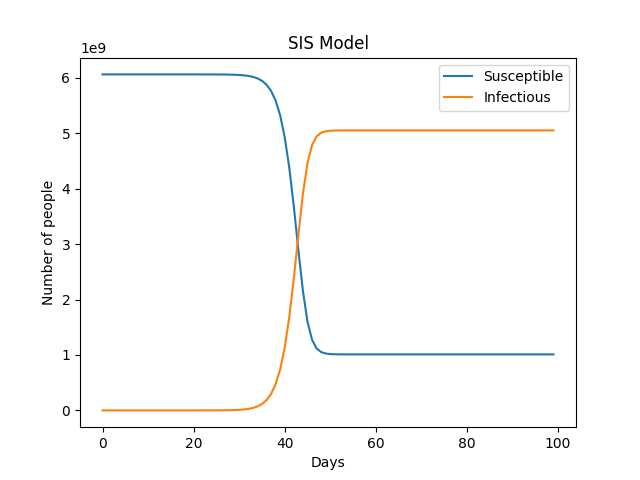 SIS Model
1e9
Susceptible
Infectious
6
5
4
3
2
1
0
Number of people
0 20 40 60 80 100
Days